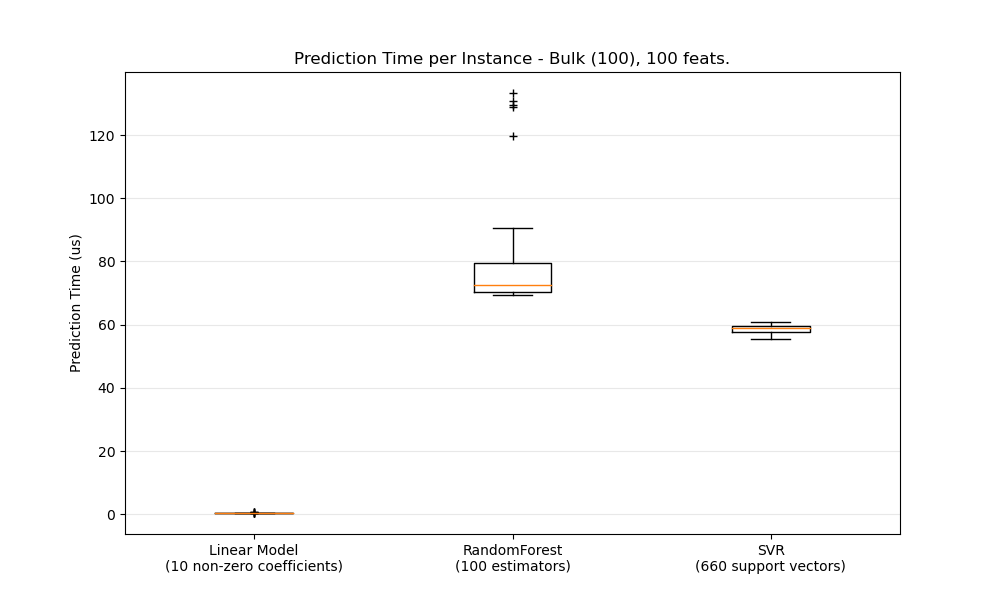 Prediction Time per Instance - Bulk (100), 100 feats.
Prediction Time (us)
120
100
80
60
40
20
0
Linear Model
(10 non-zero coefficients)
RandomForest
(100 estimators)
SVR
(660 support vectors)